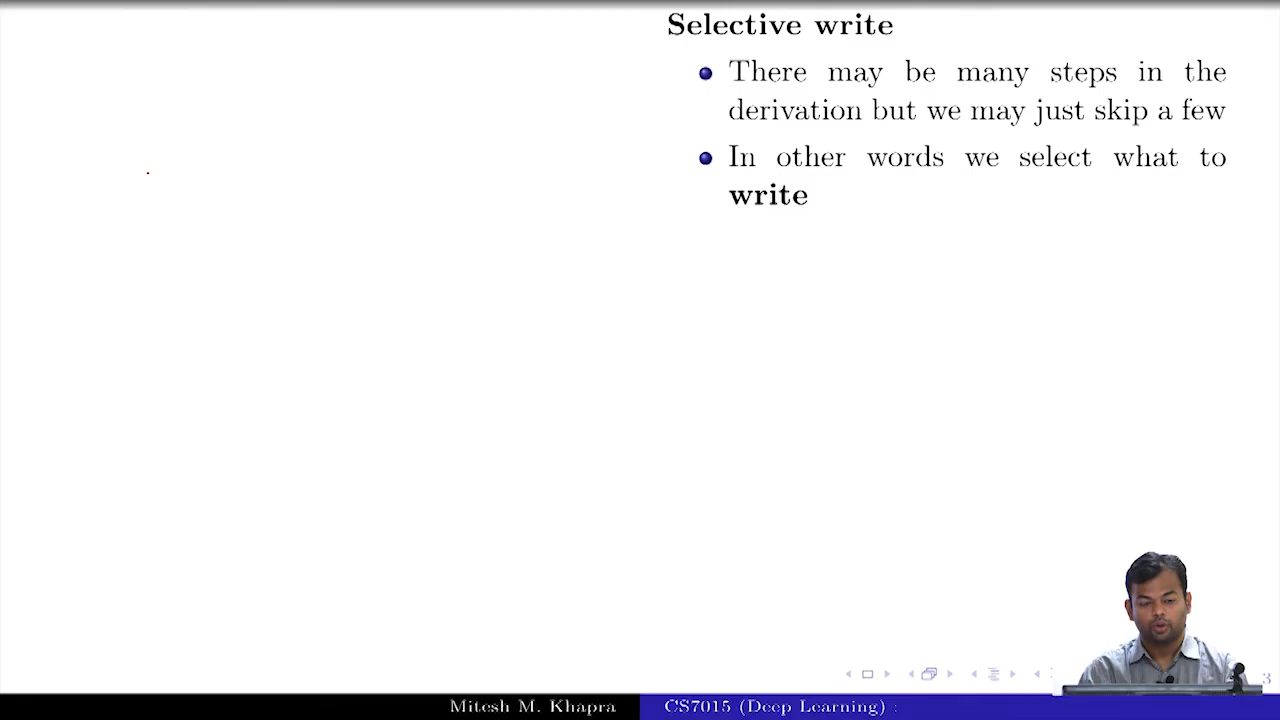 Selective write
There may be many steps in the
derivation but we may just skip a few
In other words we select what to
write
3
Mitesh M. Khapra
CS7015 (Deep Learning) :